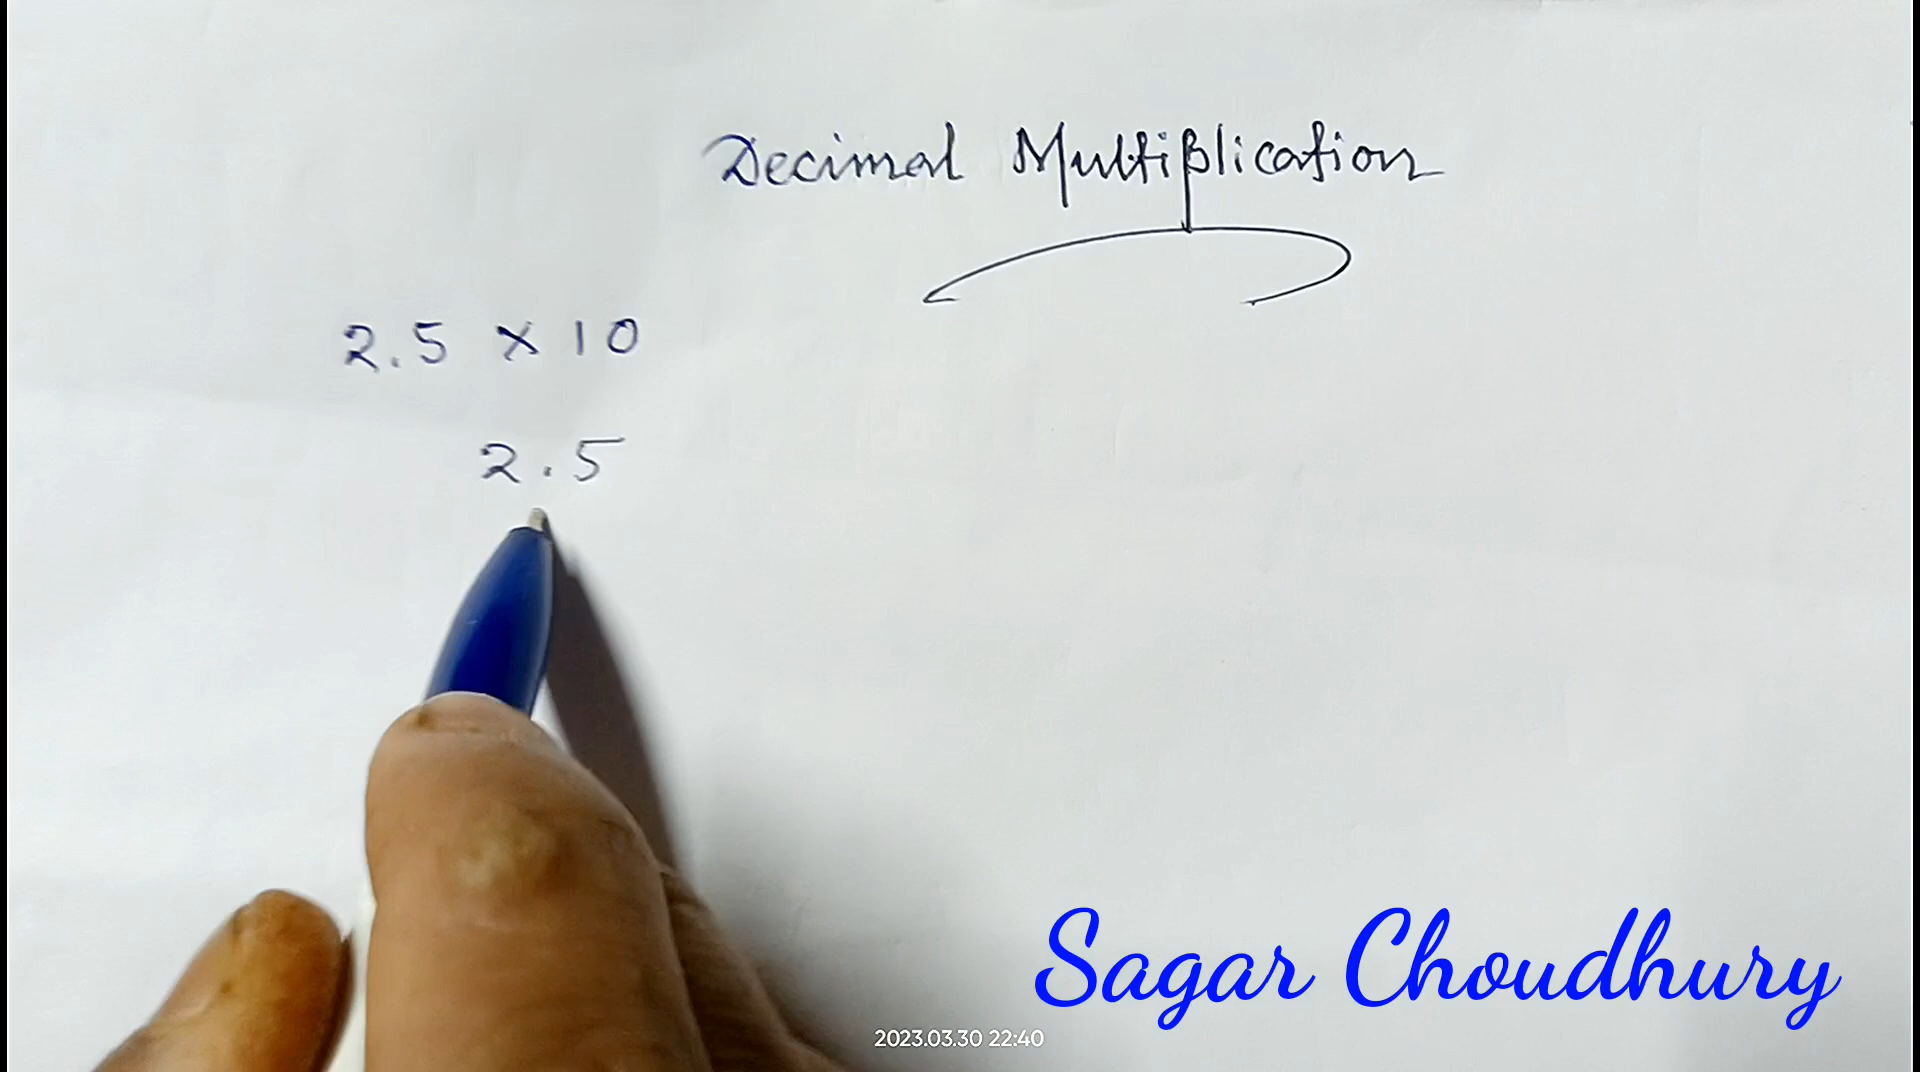 Decimal Multiplication
2.5 × 10
2.5
Sagar Choudhury
2023.03.30 22:40